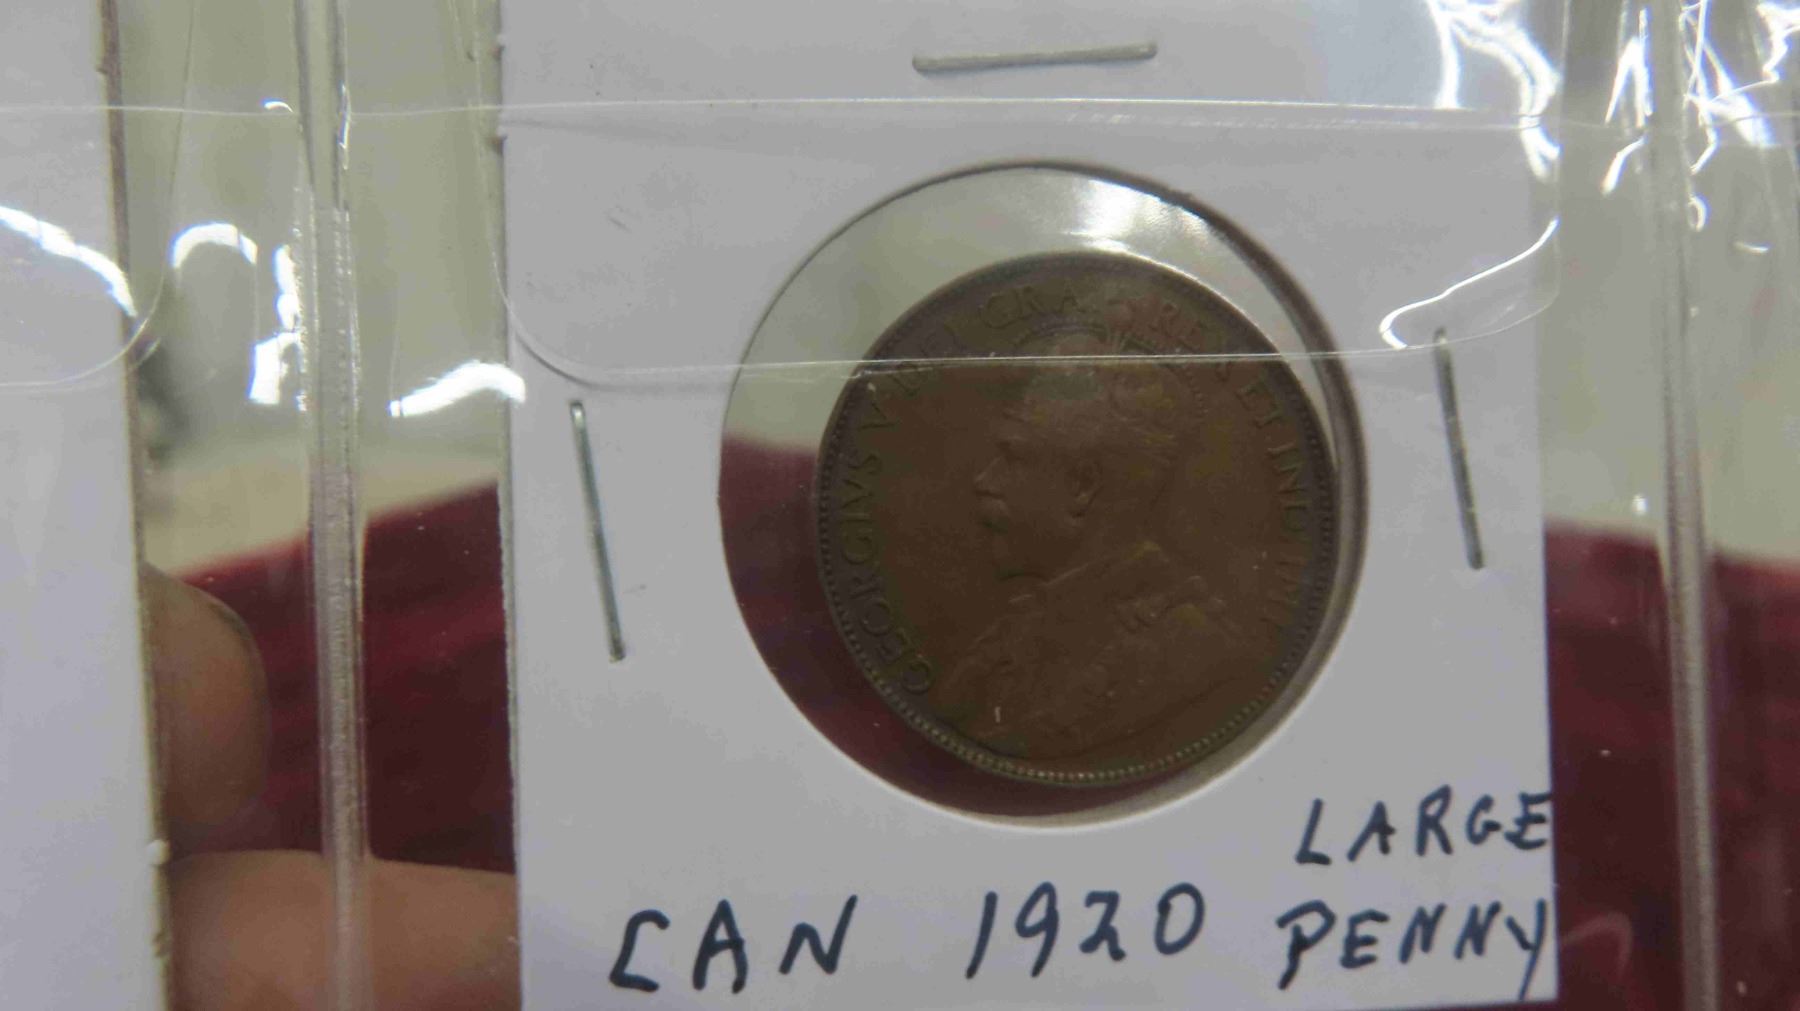 GEORGIVS V DEI GRA: REX ET IND: IMP:
LARGE
CAN 1920 PENNY